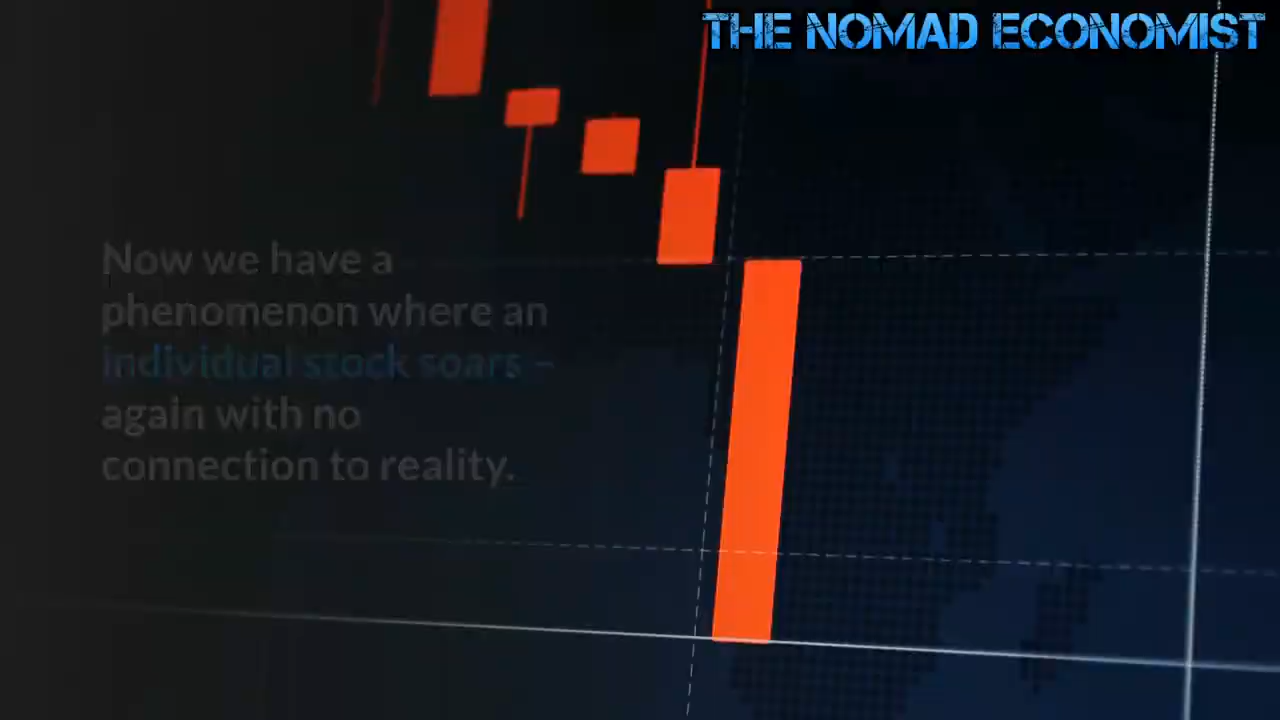 THE NOMAD ECONOMIST
Now we have a
phenomenon where an
individual stock soars –
again with no
connection to reality.